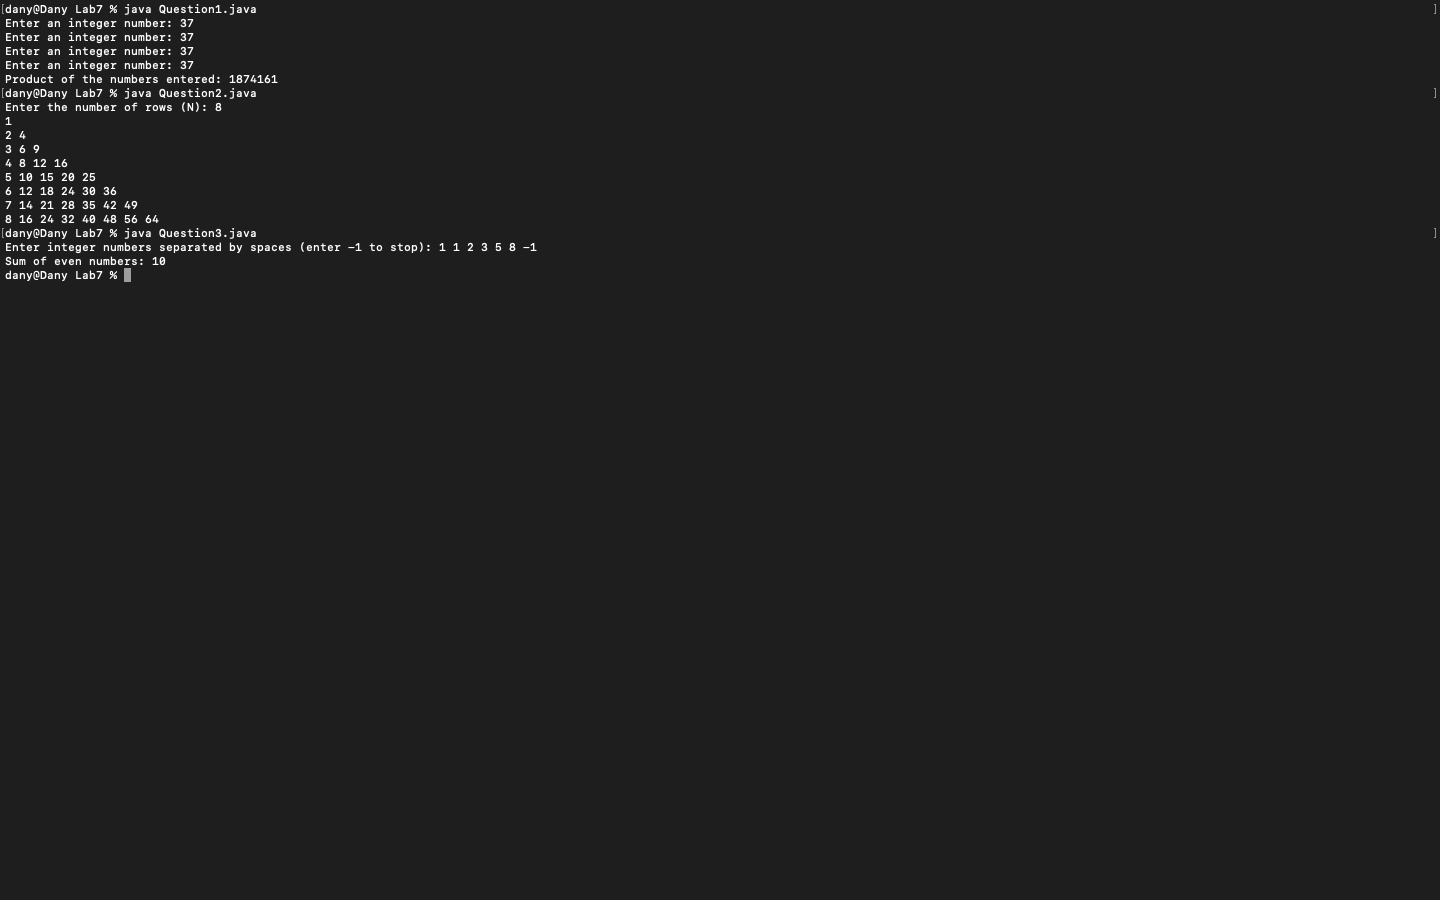 [dany@Dany Lab7 % java Question1.java ]
Enter an integer number: 37
Enter an integer number: 37
Enter an integer number: 37
Enter an integer number: 37
Product of the numbers entered: 1874161
[dany@Dany Lab7 % java Question2.java ]
Enter the number of rows (N): 8
1
2 4
3 6 9
4 8 12 16
5 10 15 20 25
6 12 18 24 30 36
7 14 21 28 35 42 49
8 16 24 32 40 48 56 64
[dany@Dany Lab7 % java Question3.java ]
Enter integer numbers separated by spaces (enter -1 to stop): 1 1 2 3 5 8 -1
Sum of even numbers: 10
dany@Dany Lab7 %